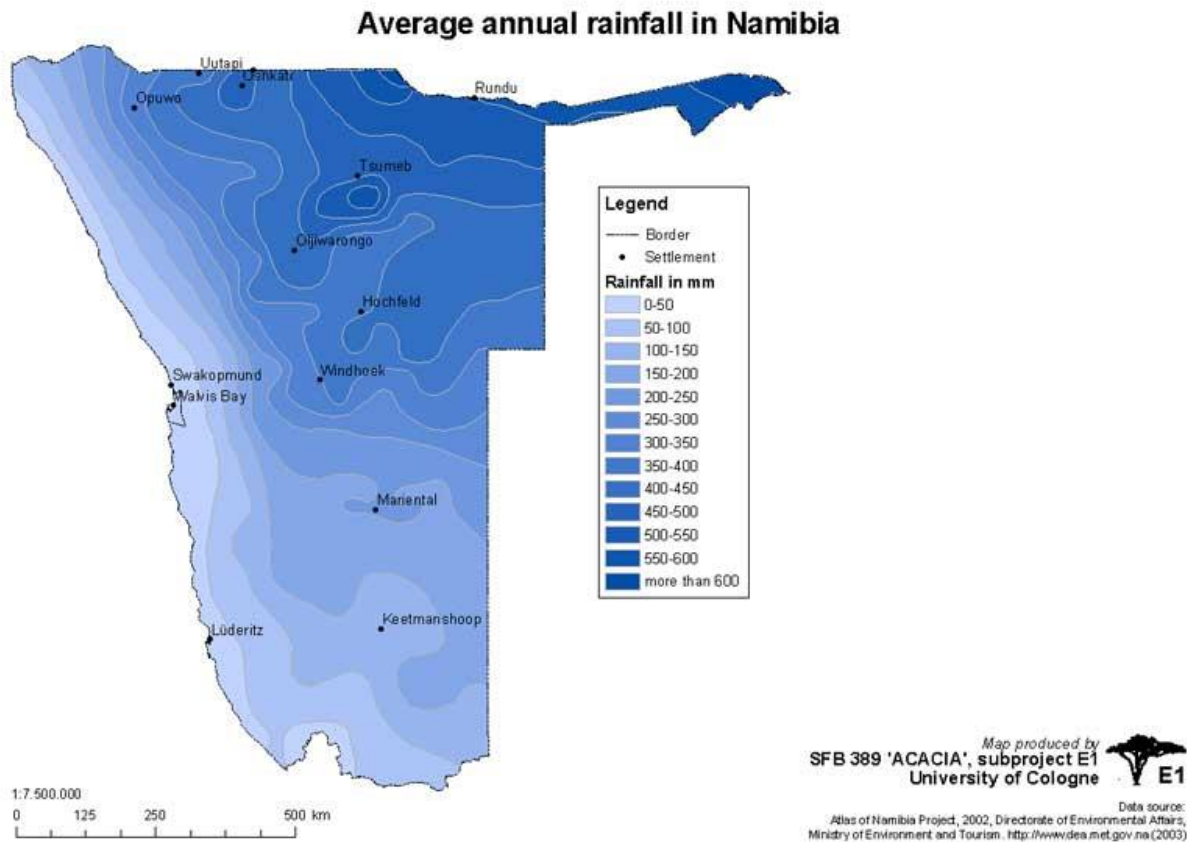 Average annual rainfall in Namibia
Uutapi
Oshkati
Rundu
Opuwo
Tsumeb
Otjiwarongo
Hochfeld
Windhoek
Swakopmund
Walvis Bay
Mariental
Keetmanshoop
Lüderitz
Legend
Border
Settlement
Rainfall in mm
0-50
50-100
100-150
150-200
200-250
250-300
300-350
350-400
400-450
450-500
500-550
550-600
more than 600
1:7.500.000
0 125 250 500 km
Map produced by
SFB 389 'ACACIA', subproject E1
University of Cologne
E1
Data source:
Atlas of Namibia Project, 2002, Directorate of Environmental Affairs,
Ministry of Environment and Tourism. http://www.dea.met.gov.na (2003)